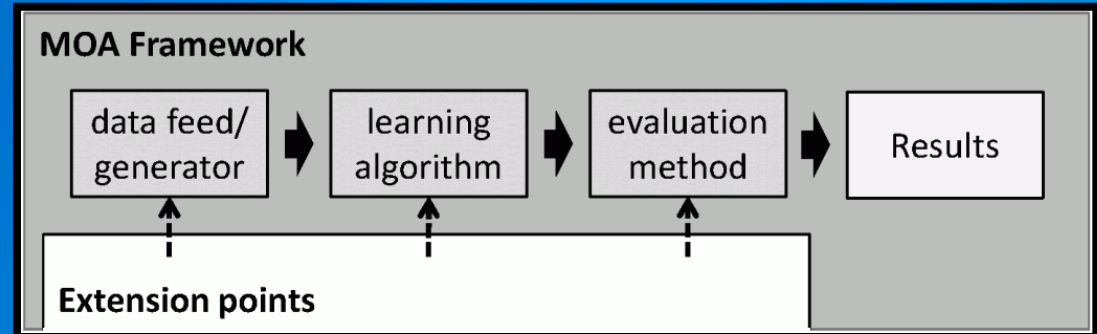 MOA Framework
data feed/
generator
learning
algorithm
evaluation
method
Results
Extension points